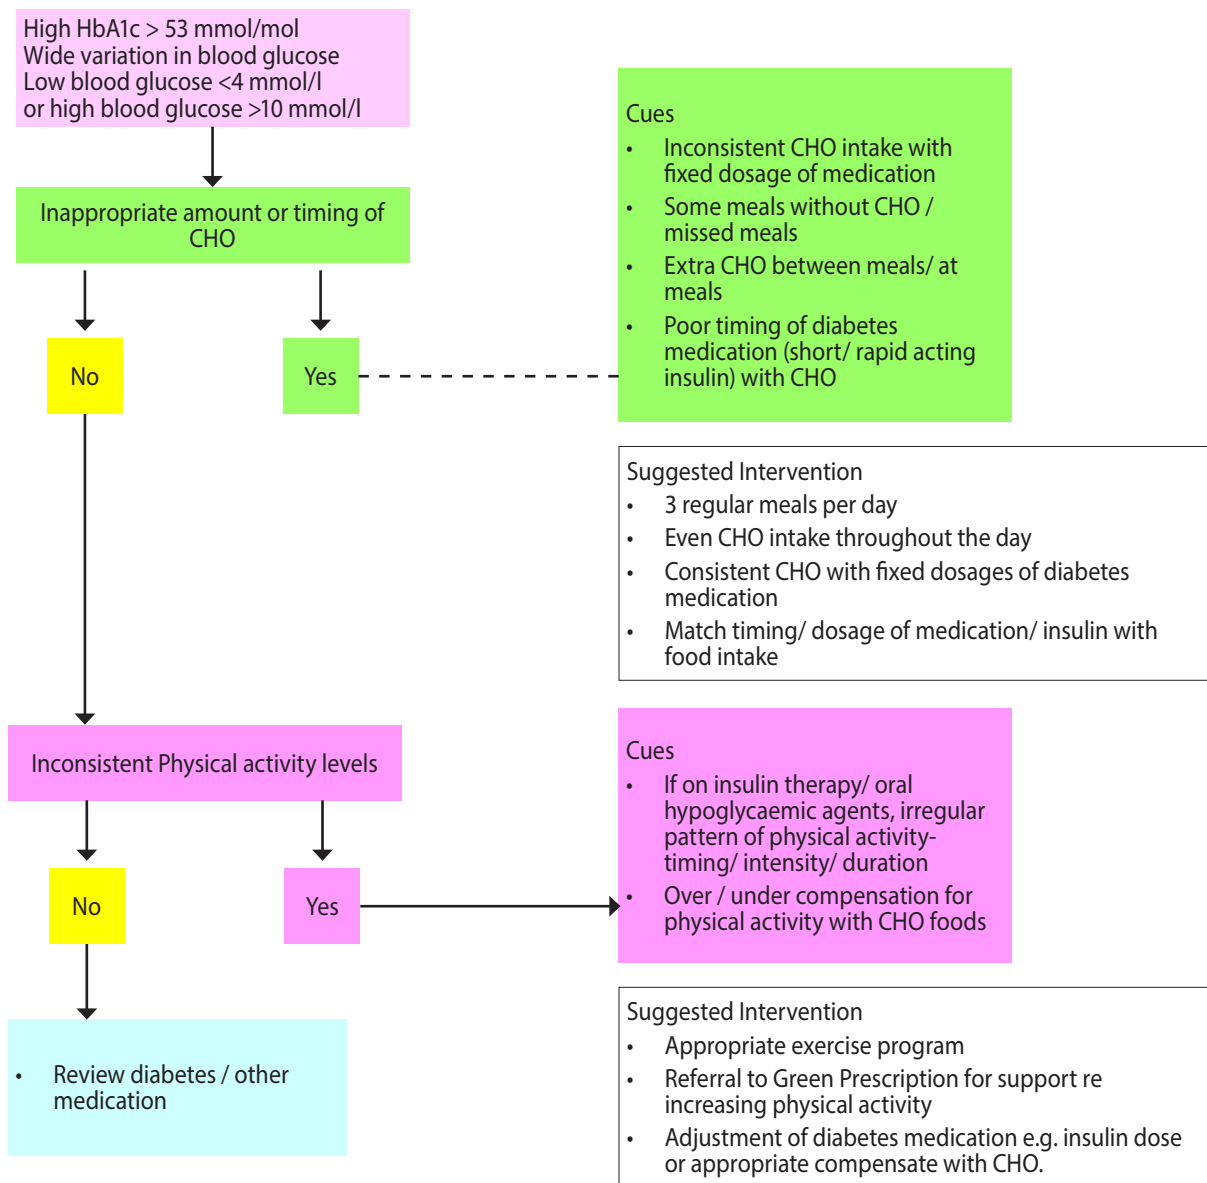 High HbA1c > 53 mmol/mol
Wide variation in blood glucose
Low blood glucose <4 mmol/l
or high blood glucose >10 mmol/l
Inappropriate amount or timing of
CHO
No
Yes
Cues
• Inconsistent CHO intake with
fixed dosage of medication
• Some meals without CHO /
missed meals
• Extra CHO between meals/ at
meals
• Poor timing of diabetes
medication (short/ rapid acting
insulin) with CHO
Suggested Intervention
• 3 regular meals per day
• Even CHO intake throughout the day
• Consistent CHO with fixed dosages of diabetes
medication
• Match timing/ dosage of medication/ insulin with
food intake
Inconsistent Physical activity levels
No
Yes
Cues
• If on insulin therapy/ oral
hypoglycaemic agents, irregular
pattern of physical activity-
timing/ intensity/ duration
• Over / under compensation for
physical activity with CHO foods
• Review diabetes / other
medication
Suggested Intervention
• Appropriate exercise program
• Referral to Green Prescription for support re
increasing physical activity
• Adjustment of diabetes medication e.g. insulin dose
or appropriate compensate with CHO.